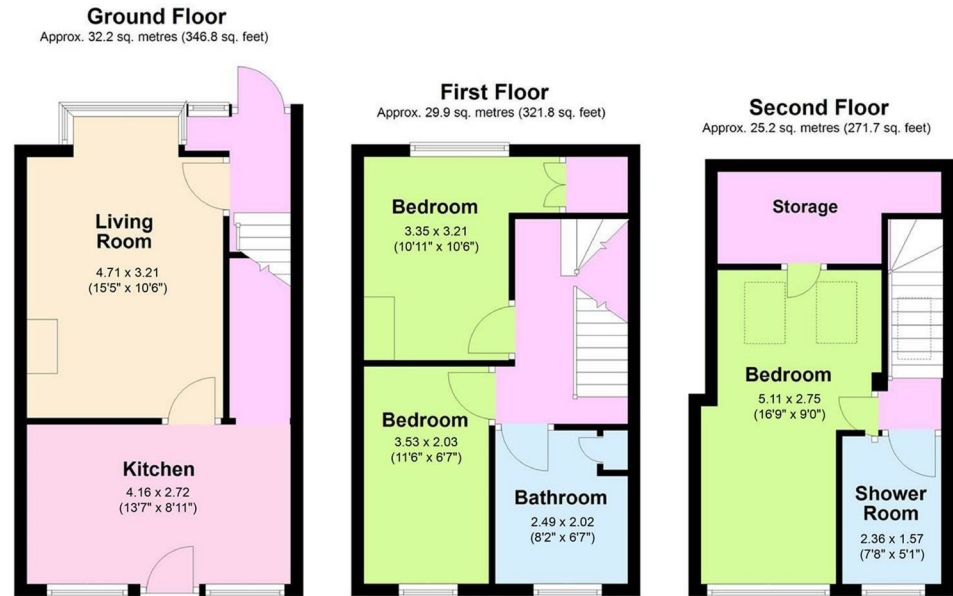 Ground Floor
Approx. 32.2 sq. metres (346.8 sq. feet)
Living
Room
4.71 x 3.21
(15'5" x 10'6")
Kitchen
4.16 x 2.72
(13'7" x 8'11")
First Floor
Approx. 29.9 sq. metres (321.8 sq. feet)
Bedroom
3.35 x 3.21
(10'11" x 10'6")
Bedroom
3.53 x 2.03
(11'6" x 6'7")
Bathroom
2.49 x 2.02
(8'2" x 6'7")
Second Floor
Approx. 25.2 sq. metres (271.7 sq. feet)
Storage
Bedroom
5.11 x 2.75
(16'9" x 9'0")
Shower
Room
2.36 x 1.57
(7'8" x 5'1")